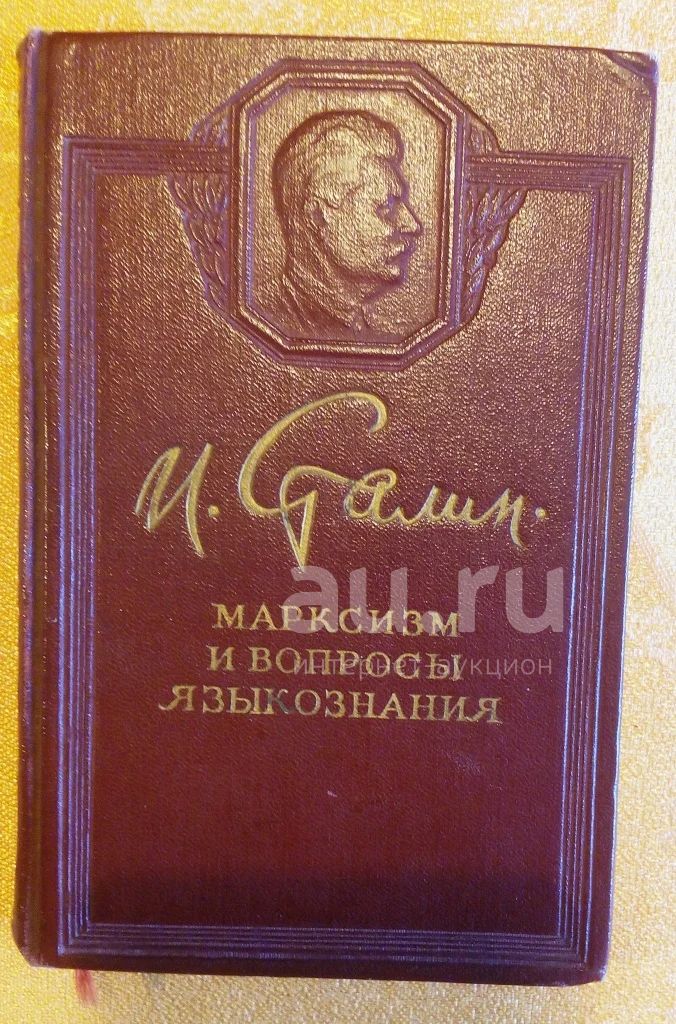 И. Сталин.
au.ru
МАРКСИЗМ
интернет-аукцион
И ВОПРОСЫ
ЯЗЫКОЗНАНИЯ